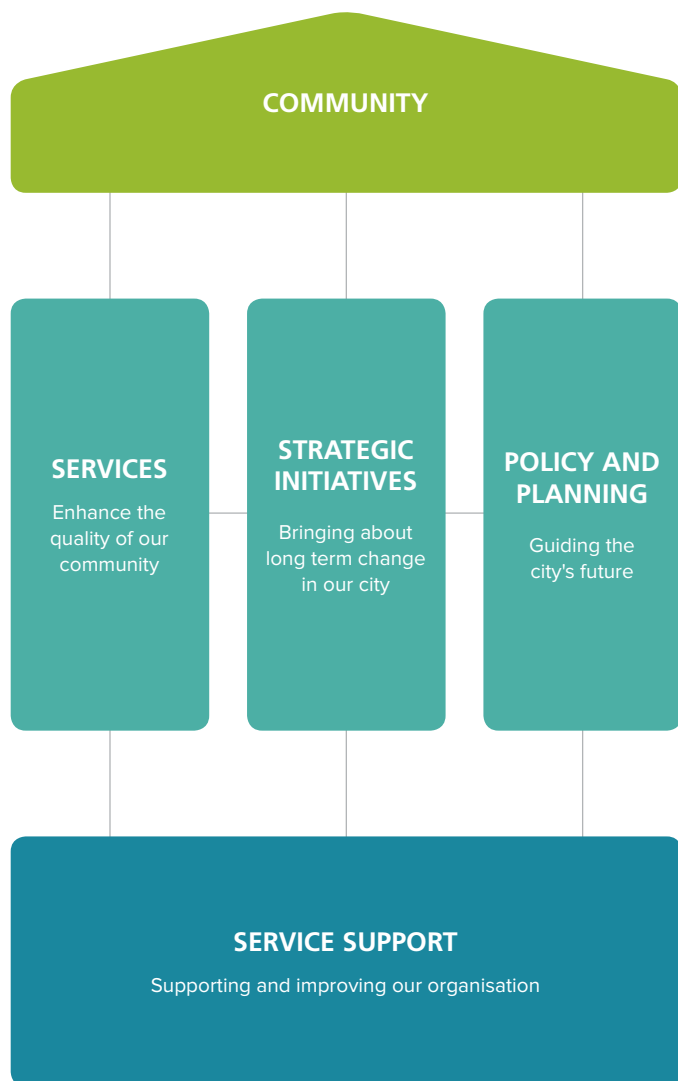 COMMUNITY
SERVICES
Enhance the
quality of our
community
STRATEGIC
INITIATIVES
Bringing about
long term change
in our city
POLICY AND
PLANNING
Guiding the
city's future
SERVICE SUPPORT
Supporting and improving our organisation